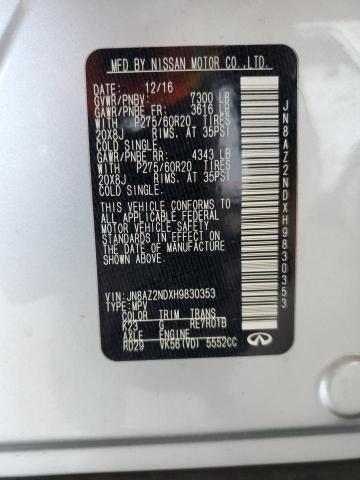 MFD BY NISSAN MOTOR CO.,LTD.
DATE: 12/16
GVWR/PNBV: 7300 LB
GAWR/PNBE FR: 3616 LB
WITH P275/60R20 TIRES
20X8J RIMS, AT 35PSI
COLD SINGLE.
GAWR/PNBE RR: 4343 LB
WITH P275/60R20 TIRES
20X8J RIMS, AT 35PSI
COLD SINGLE.
THIS VEHICLE CONFORMS TO
ALL APPLICABLE FEDERAL
MOTOR VEHICLE SAFETY
STANDARDS IN EFFECT ON
THE DATE OF MANUFACTURE
SHOWN ABOVE.
VIN:JN8AZ2NDXH9830353
TYPE:MPV
COLOR TRIM TRANS
K23 G RE7R01B
AXLE ENGINE
RD29 VK56(VD) 5552CC
INFINITI
JN8AZ2NDXH9830353